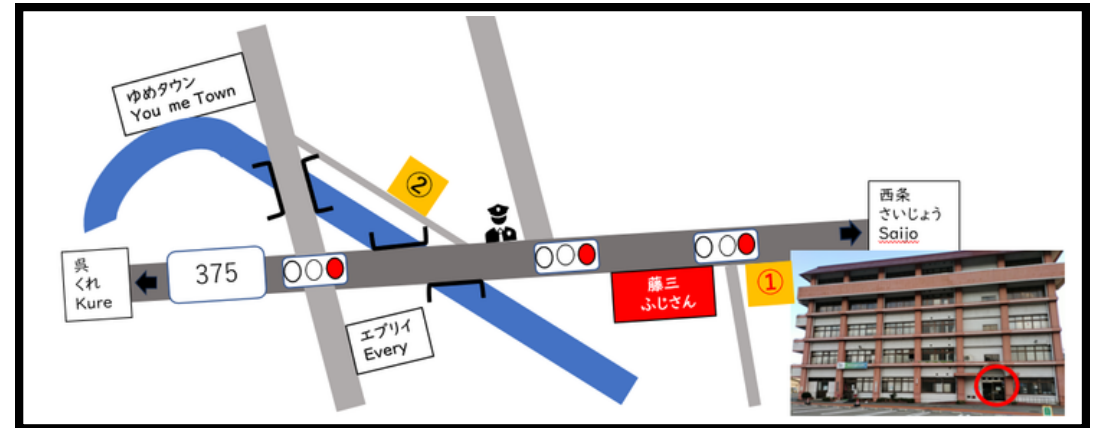 ゆめタウン
You me Town
②
西条
さいじょう
Saijo
呉
くれ
Kure
375
藤三
ふじさん
①
エブリイ
Every